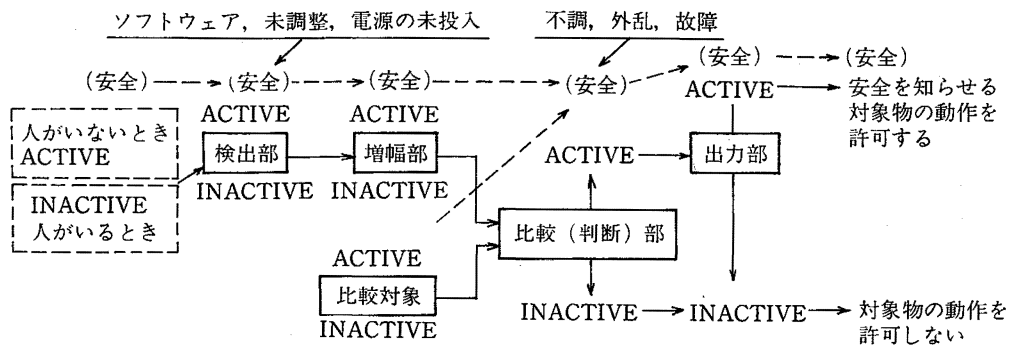 ソフトウェア，未調整，電源の未投入
不調，外乱，故障
(安全)
(安全)
(安全)
(安全)
(安全)
(安全)
人がいないとき
ACTIVE
INACTIVE
人がいるとき
ACTIVE
検出部
INACTIVE
ACTIVE
増幅部
INACTIVE
ACTIVE
比較対象
INACTIVE
ACTIVE
比較（判断）部
INACTIVE
ACTIVE
出力部
INACTIVE
安全を知らせる
対象物の動作を
許可する
対象物の動作を
許可しない